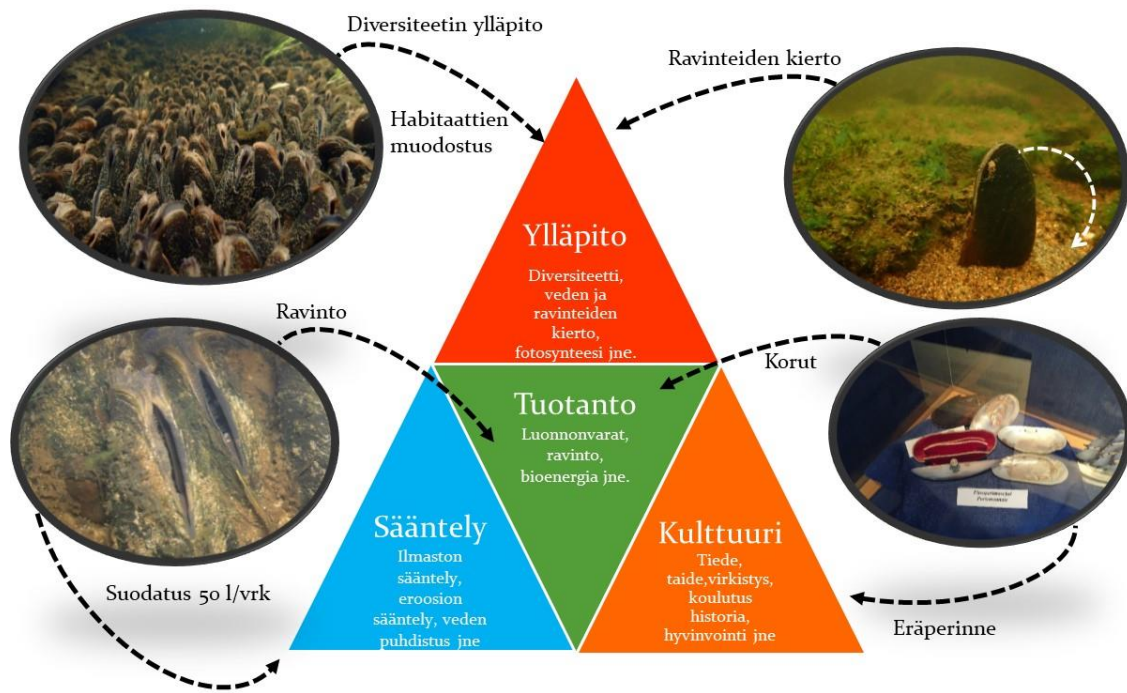 Diversiteetin ylläpito
Habitaattien
muodostus
Ravinteiden kierto
Ylläpito
Diversiteetti,
veden ja
ravinteiden
kierto,
fotosynteesi jne.
Ravinto
Korut
Tuotanto
Luonnonvarat,
ravinto,
bioenergia jne.
Sääntely
Ilmaston
sääntely,
eroosion
sääntely, veden
puhdistus jne
Kulttuuri
Tiede,
taide,virkistys,
koulutus
historia,
hyvinvointi jne
Suodatus 50 l/vrk
Eräperinne